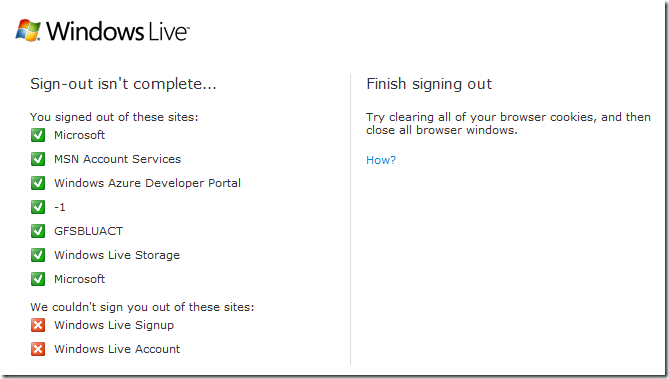 Windows Live™
Sign-out isn't complete...
You signed out of these sites:
Microsoft
MSN Account Services
Windows Azure Developer Portal
-1
GFSBLUACT
Windows Live Storage
Microsoft
We couldn't sign you out of these sites:
Windows Live Signup
Windows Live Account
Finish signing out
Try clearing all of your browser cookies, and then
close all browser windows.
How?